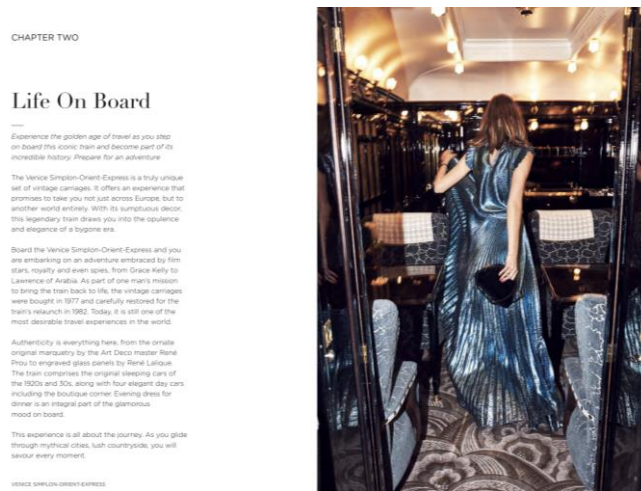 CHAPTER TWO
Life On Board
Experience the golden age of travel as you step
on board this iconic train and become part of its
incredible history. Prepare for an adventure
The Venice Simplon-Orient-Express is a truly unique
set of vintage carriages. It offers an experience that
promises to take you not just across Europe, but to
another world entirely. With its sumptuous decor,
this legendary train draws you into the opulence
and elegance of a bygone era.
Board the Venice Simplon-Orient-Express and you
are embarking on an adventure embraced by film
stars, royalty and even spies, from Grace Kelly to
Lawrence of Arabia. As part of one man's mission
to bring the train back to life, the vintage carriages
were bought in 1977 and carefully restored for the
train's relaunch in 1982. Today, it is still one of the
most desirable travel experiences in the world.
Authenticity is everything here, from the ornate
original marquetry by the Art Deco master René
Prou to engraved glass panels by René Lalique.
The train comprises the original sleeping cars of
the 1920s and 30s, along with four elegant day cars
including the boutique corner. Evening dress for
dinner is an integral part of the glamorous
mood on board.
This experience is all about the journey. As you glide
through mythical cities, lush countryside, you will
savour every moment.
VENICE SIMPLON-ORIENT-EXPRESS